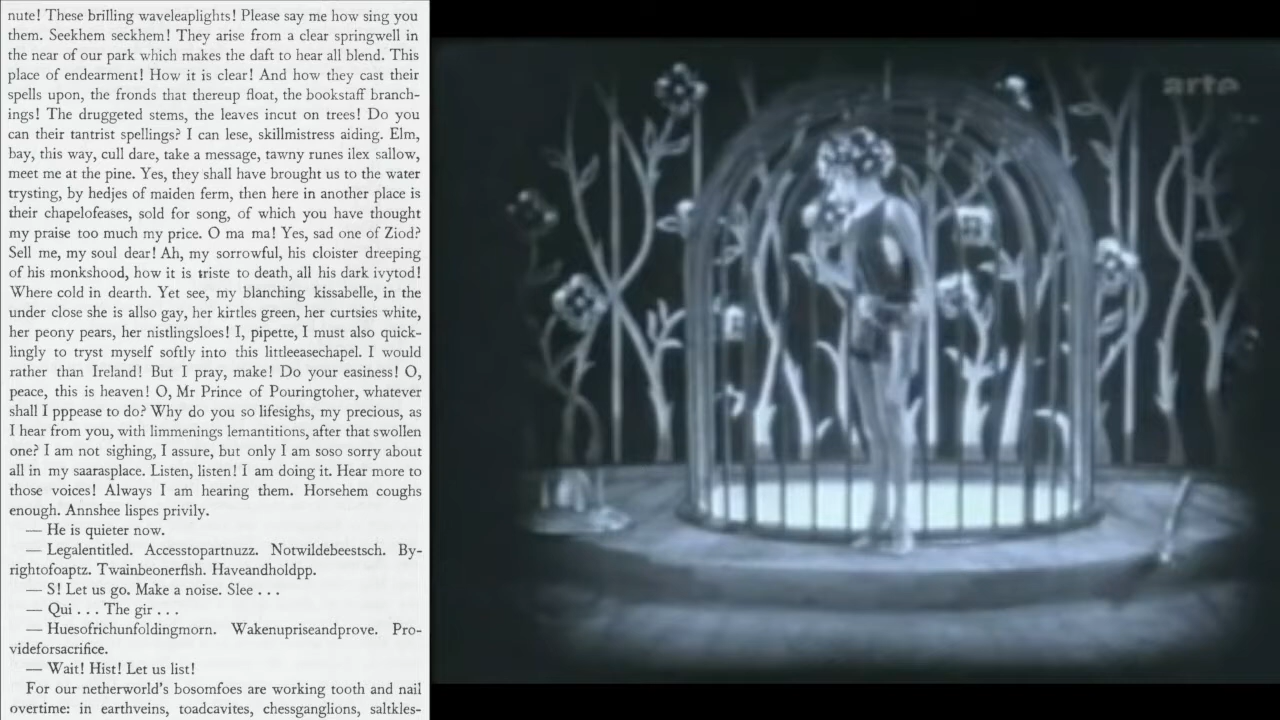 nute! These brilling waveleaplights! Please say me how sing you
them. Seekhem seckhem! They arise from a clear springwell in
the near of our park which makes the daft to hear all blend. This
place of endearment! How it is clear! And how they cast their
spells upon, the fronds that thereup float, the bookstaff branch-
ings! The druggeted stems, the leaves incut on trees! Do you
can their tantrist spellings? I can lese, skillmistress aiding. Elm,
bay, this way, cull dare, take a message, tawny runes ilex sallow,
meet me at the pine. Yes, they shall have brought us to the water
trysting, by hedjes of maiden ferm, then here in another place is
their chapelofeases, sold for song, of which you have thought
my praise too much my price. O ma ma! Yes, sad one of Ziod?
Sell me, my soul dear! Ah, my sorrowful, his cloister dreeping
of his monkshood, how it is triste to death, all his dark ivytod!
Where cold in dearth. Yet see, my blanching kissabelle, in the
under close she is allso gay, her kirtles green, her curtsies white,
her peony pears, her nistlingsloes! I, pipette, I must also quick-
lingly to tryst myself softly into this littleeasechapel. I would
rather than Ireland! But I pray, make! Do your easiness! O,
peace, this is heaven! O, Mr Prince of Pouringtoher, whatever
shall I pppease to do? Why do you so lifesighs, my precious, as
I hear from you, with limmenings lemantitions, after that swollen
one? I am not sighing, I assure, but only I am soso sorry about
all in my saarasplace. Listen, listen! I am doing it. Hear more to
those voices! Always I am hearing them. Horsehem coughs
enough. Annshee lispes privily.
— He is quieter now.
— Legalentitled. Accesstopartnuzz. Notwildebeestsch. By-
rightofoaptz. Twainbeonerflsh. Haveandholdpp.
— S! Let us go. Make a noise. Slee . . .
— Qui . . . The gir . . .
— Huesofrichunfoldingmorn. Wakenupriseandprove. Pro-
videforsacrifice.
— Wait! Hist! Let us list!
For our netherworld's bosomfoes are working tooth and nail
overtime: in earthveins, toadcavites, chessganglions, saltkles-
arte